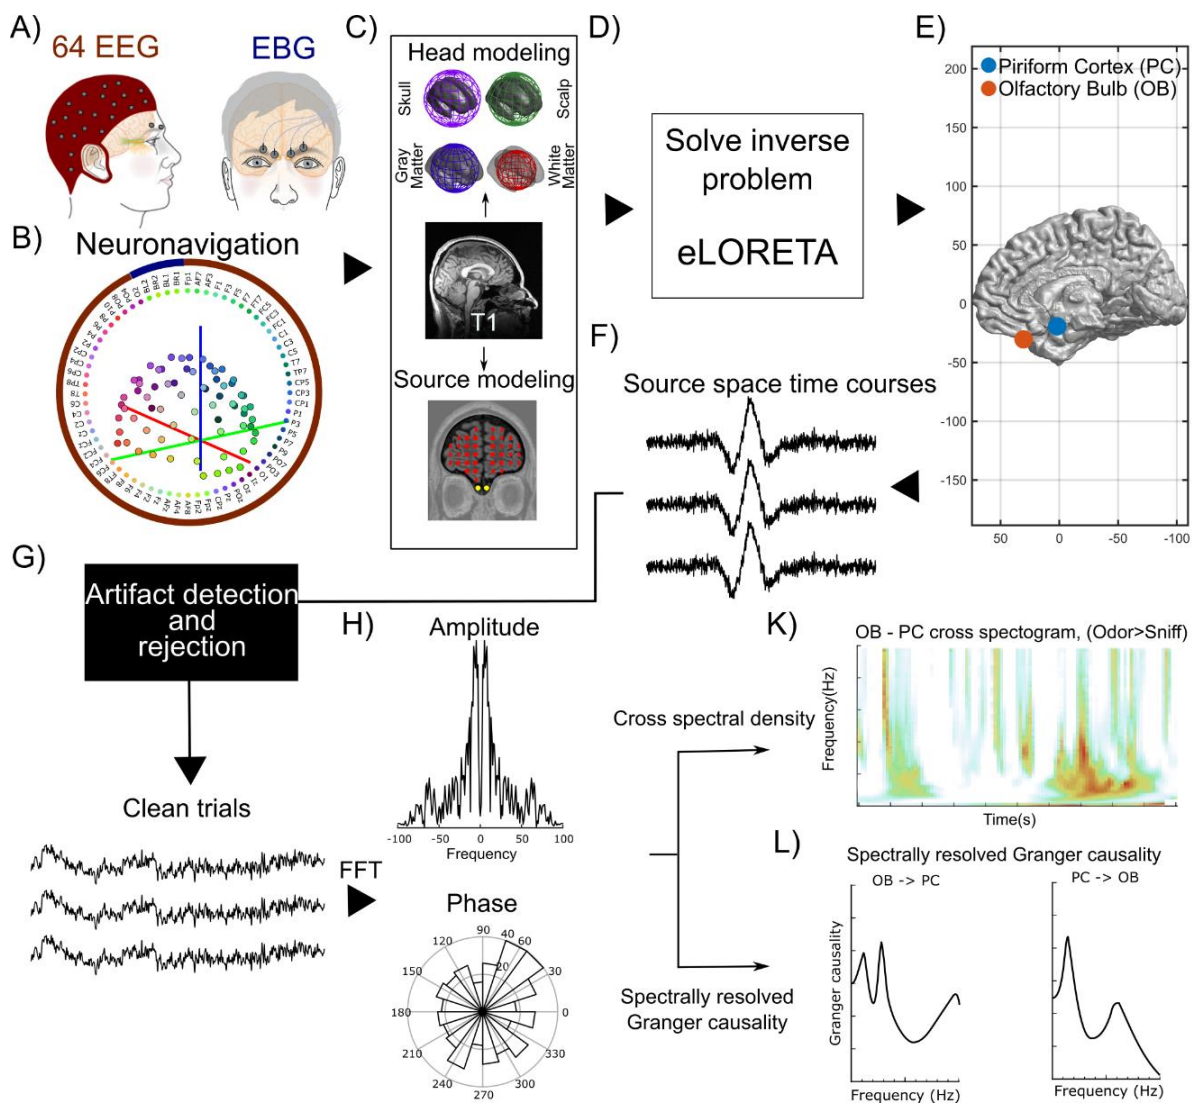 A)
64 EEG
EBG
B)
Neuronavigation
C)
Head modeling
Skull
Scalp
Gray
Matter
White
Matter
T1
Source modeling
D)
Solve inverse
problem
eLORETA
E)
Piriform Cortex (PC)
Olfactory Bulb (OB)
200
150
100
50
0
-50
-100
-150
50
0
-50
-100
F)
Source space time courses
G)
Artifact detection
and
rejection
Clean trials
FFT
H)
Amplitude
-100
-50
0
50
100
Frequency
Phase
90
40
60
120
20
30
150
180
0
210
330
240
300
270
Cross spectral density
Spectrally resolved
Granger causality
K)
OB - PC cross spectogram, (Odor>Sniff)
Frequency(Hz)
Time(s)
L)
Spectrally resolved Granger causality
OB -> PC
PC -> OB
Granger causality
Frequency (Hz)
Frequency (Hz)